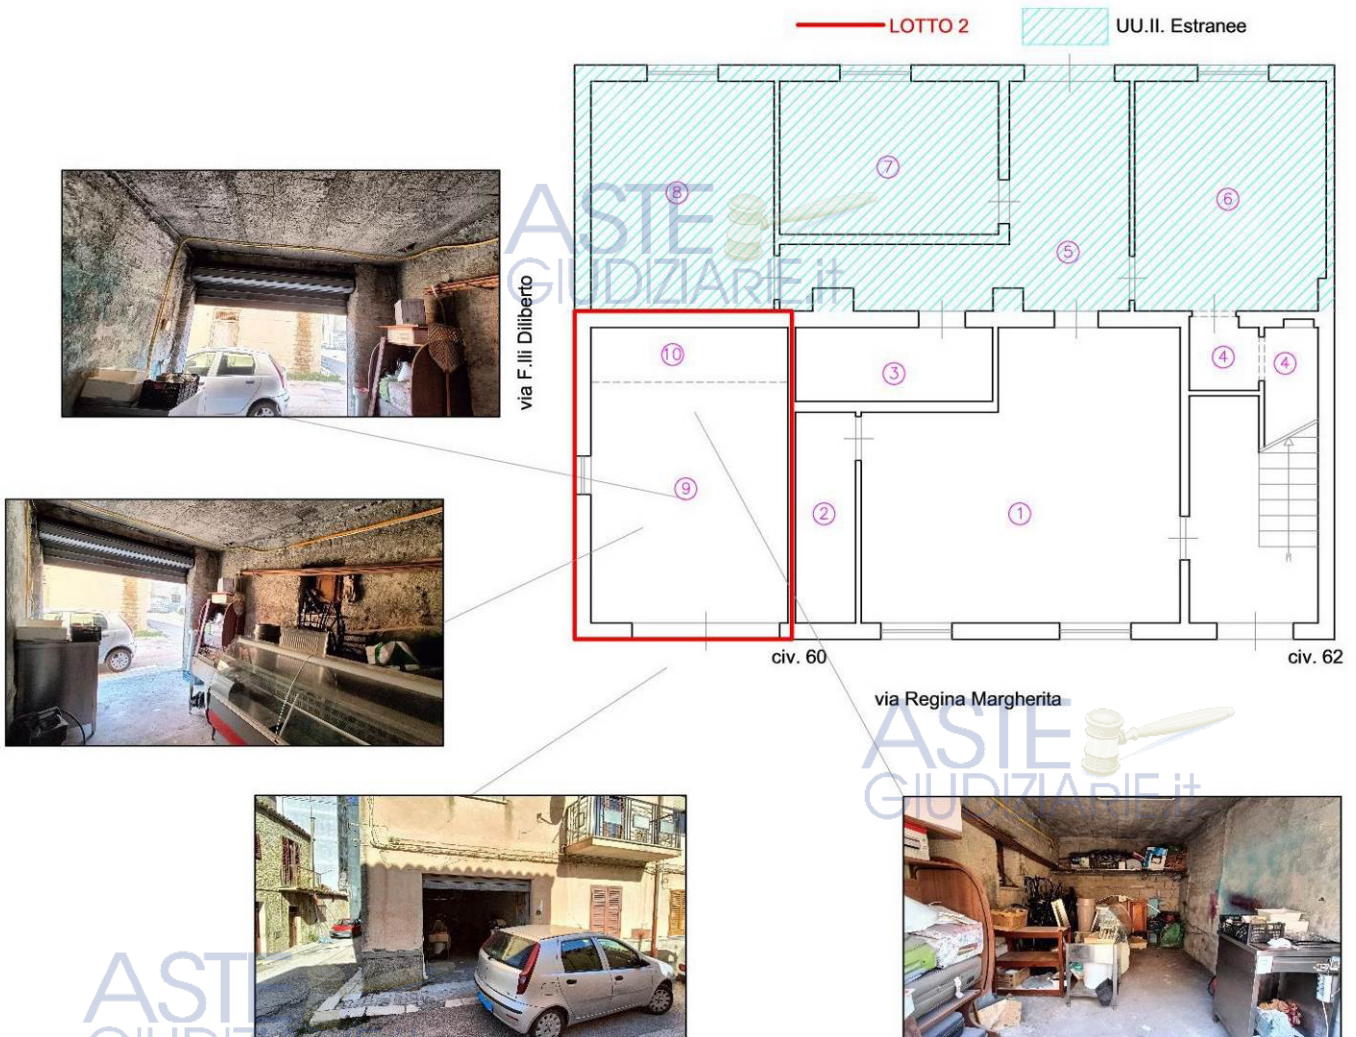 LOTTO 2
UU.II. Estranee
8
7
6
5
ASTE
GIUDIZIARIE.it
via F.lli Diliberto
10
3
4
4
9
2
1
civ. 60
civ. 62
via Regina Margherita
ASTE
GIUDIZIARIE.it
ASTE